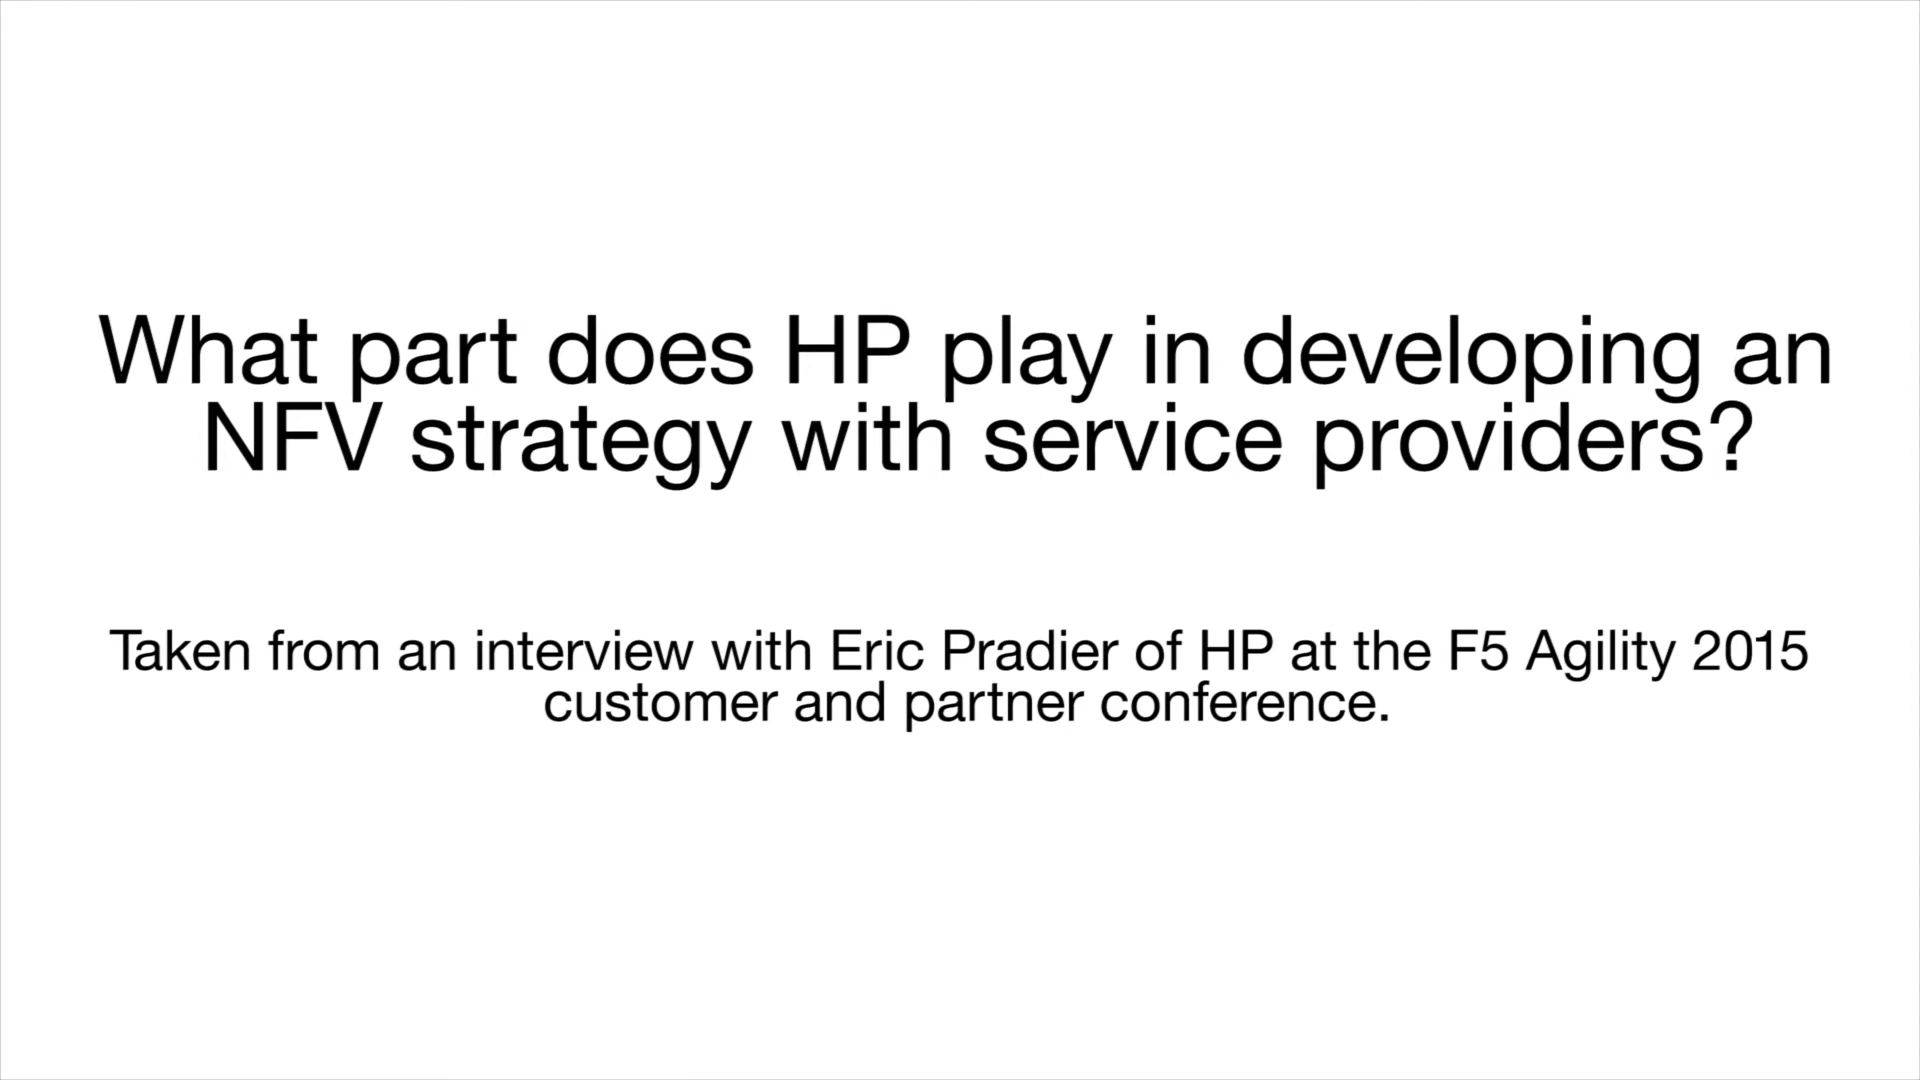 What part does HP play in developing an
NFV strategy with service providers?
Taken from an interview with Eric Pradier of HP at the F5 Agility 2015
customer and partner conference.